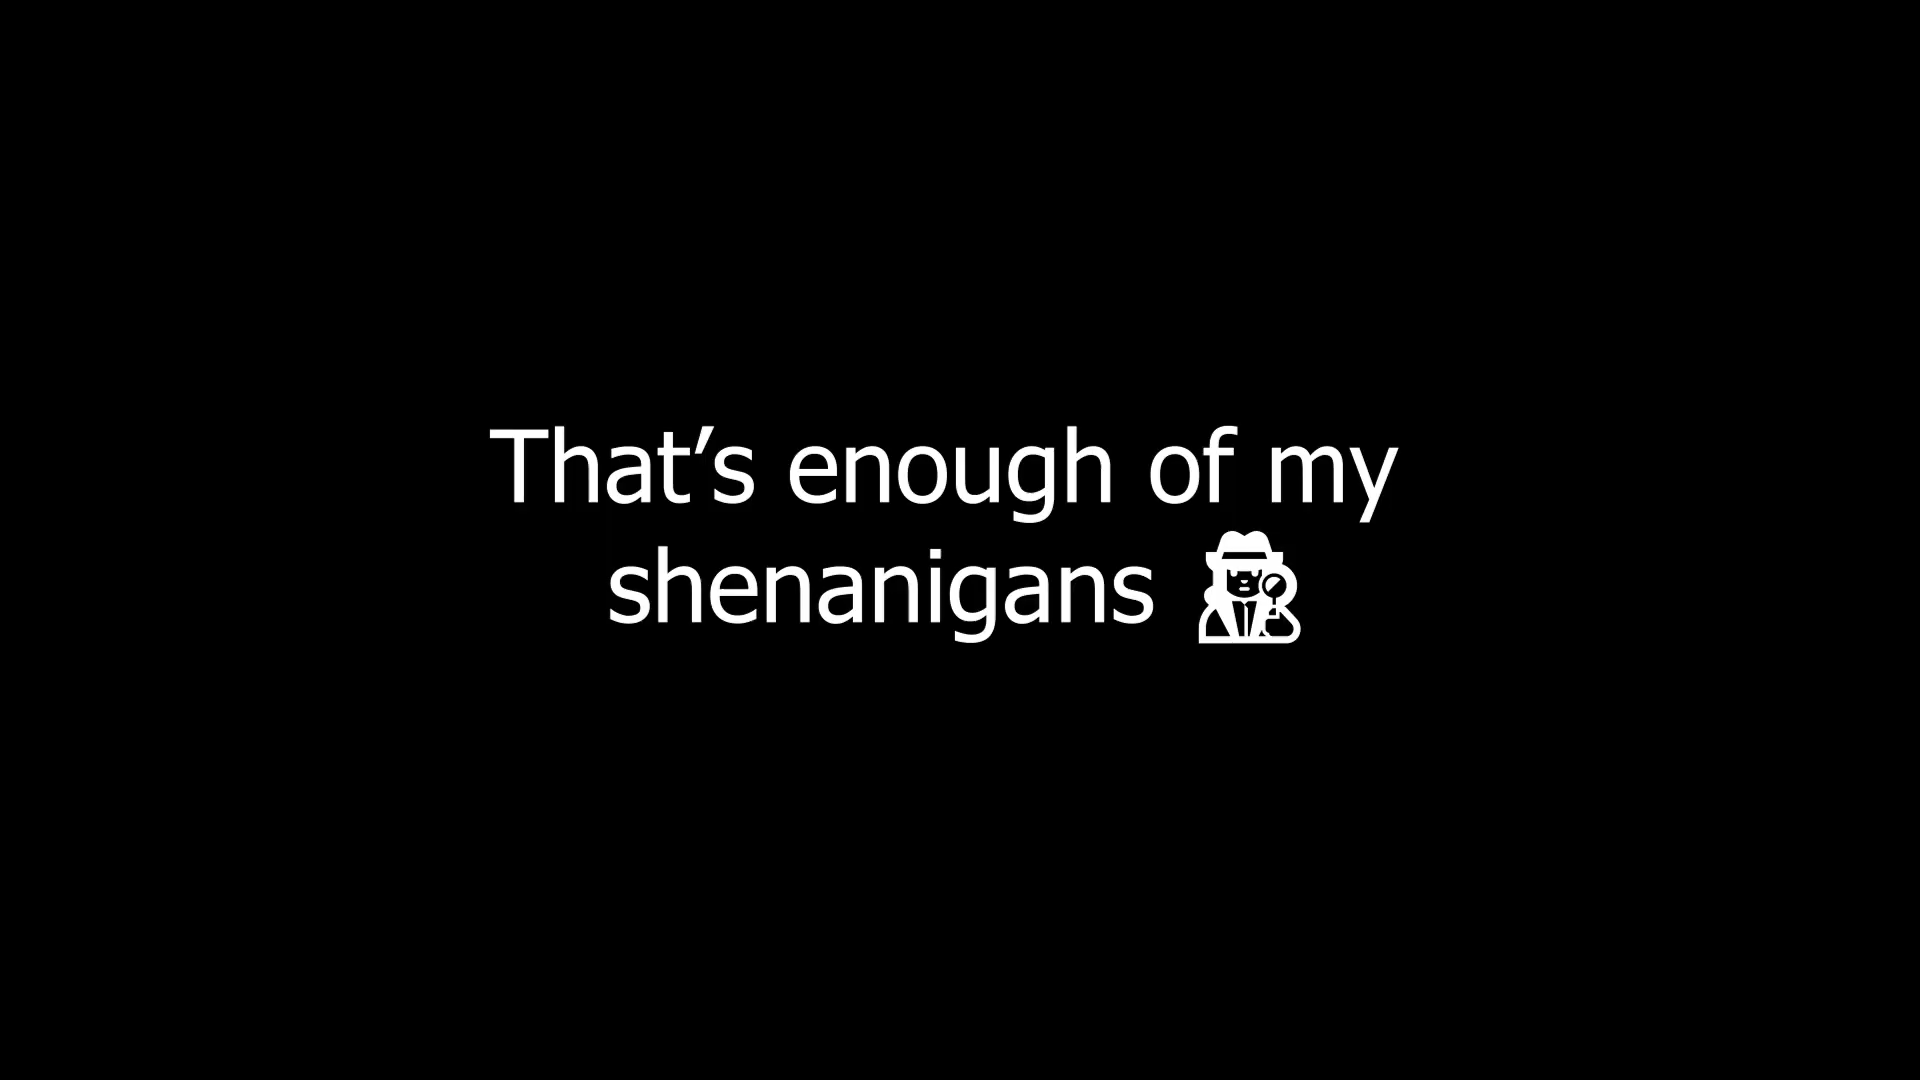 That’s enough of my
shenanigans 🕵️‍♀️